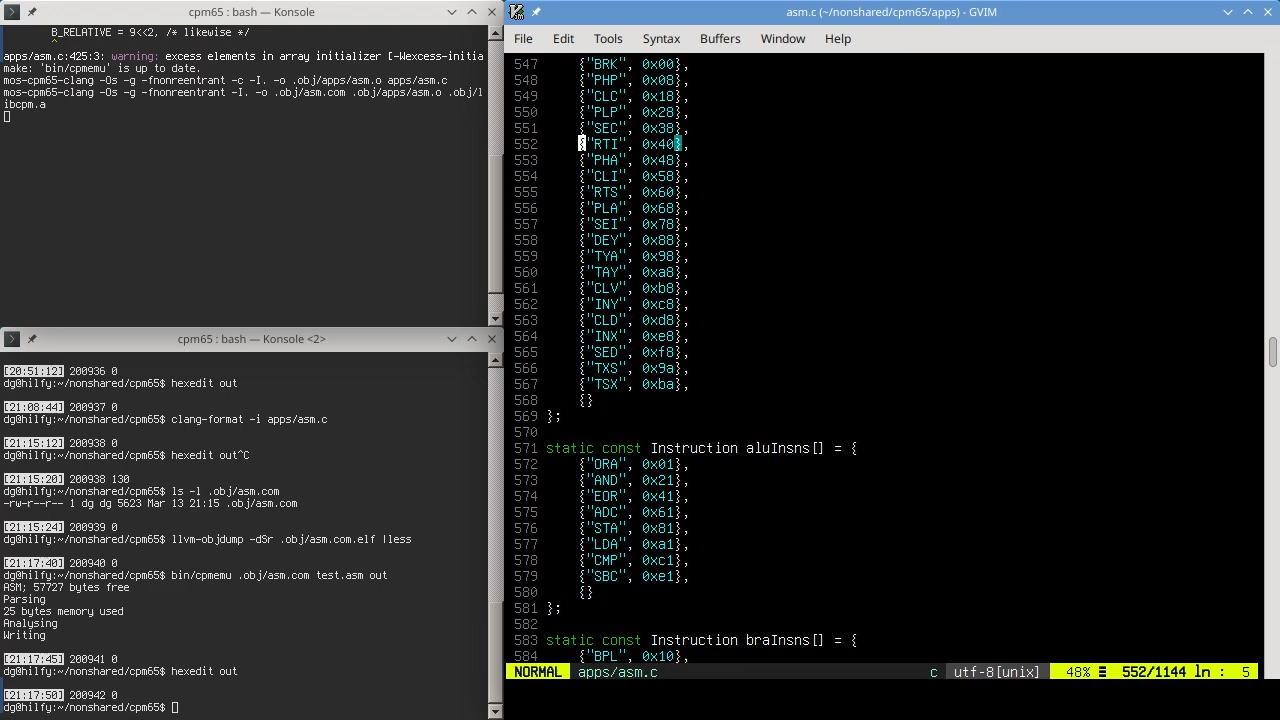 cpm65 : bash — Konsole
B_RELATIVE = 9<<2, /* likewise */
^
apps/asm.c:425:3: warning: excess elements in array initializer [-Wexcess-initia
make: 'bin/cpmemu' is up to date.
mos-cpm65-clang -Os -g -fnonreentrant -c -I. -o .obj/apps/asm.o apps/asm.c
mos-cpm65-clang -Os -g -fnonreentrant -I. -o .obj/asm.com .obj/apps/asm.o .obj/l
ibcpm.a
cpm65 : bash — Konsole <2>
[20:51:12] 200936 0
dg@hilfy:~/nonshared/cpm65$ hexedit out
[21:08:44] 200937 0
dg@hilfy:~/nonshared/cpm65$ clang-format -i apps/asm.c
[21:15:12] 200938 0
dg@hilfy:~/nonshared/cpm65$ hexedit out^C
[21:15:20] 200938 130
dg@hilfy:~/nonshared/cpm65$ ls -l .obj/asm.com
-rw-r--r-- 1 dg dg 5623 Mar 13 21:15 .obj/asm.com
[21:15:24] 200939 0
dg@hilfy:~/nonshared/cpm65$ llvm-objdump -dSr .obj/asm.com.elf |less
[21:17:40] 200940 0
dg@hilfy:~/nonshared/cpm65$ bin/cpmemu .obj/asm.com test.asm out
ASM; 57727 bytes free
Parsing
25 bytes memory used
Analysing
Writing
[21:17:45] 200941 0
dg@hilfy:~/nonshared/cpm65$ hexedit out
[21:17:50] 200942 0
dg@hilfy:~/nonshared/cpm65$
asm.c (~/nonshared/cpm65/apps) - GVIM
File Edit Tools Syntax Buffers Window Help
547 {"BRK", 0x00},
548 {"PHP", 0x08},
549 {"CLC", 0x18},
550 {"PLP", 0x28},
551 {"SEC", 0x38},
552 {"RTI", 0x40},
553 {"PHA", 0x48},
554 {"CLI", 0x58},
555 {"RTS", 0x60},
556 {"PLA", 0x68},
557 {"SEI", 0x78},
558 {"DEY", 0x88},
559 {"TYA", 0x98},
560 {"TAY", 0xa8},
561 {"CLV", 0xb8},
562 {"INY", 0xc8},
563 {"CLD", 0xd8},
564 {"INX", 0xe8},
565 {"SED", 0xf8},
566 {"TXS", 0x9a},
567 {"TSX", 0xba},
568 {}
569 };
570
571 static const Instruction aluInsns[] = {
572 {"ORA", 0x01},
573 {"AND", 0x21},
574 {"EOR", 0x41},
575 {"ADC", 0x61},
576 {"STA", 0x81},
577 {"LDA", 0xa1},
578 {"CMP", 0xc1},
579 {"SBC", 0xe1},
580 {}
581 };
582
583 static const Instruction braInsns[] = {
584 {"BPL", 0x10},
NORMAL apps/asm.c c utf-8[unix] 48% ☰ 552/1144 ln : 5